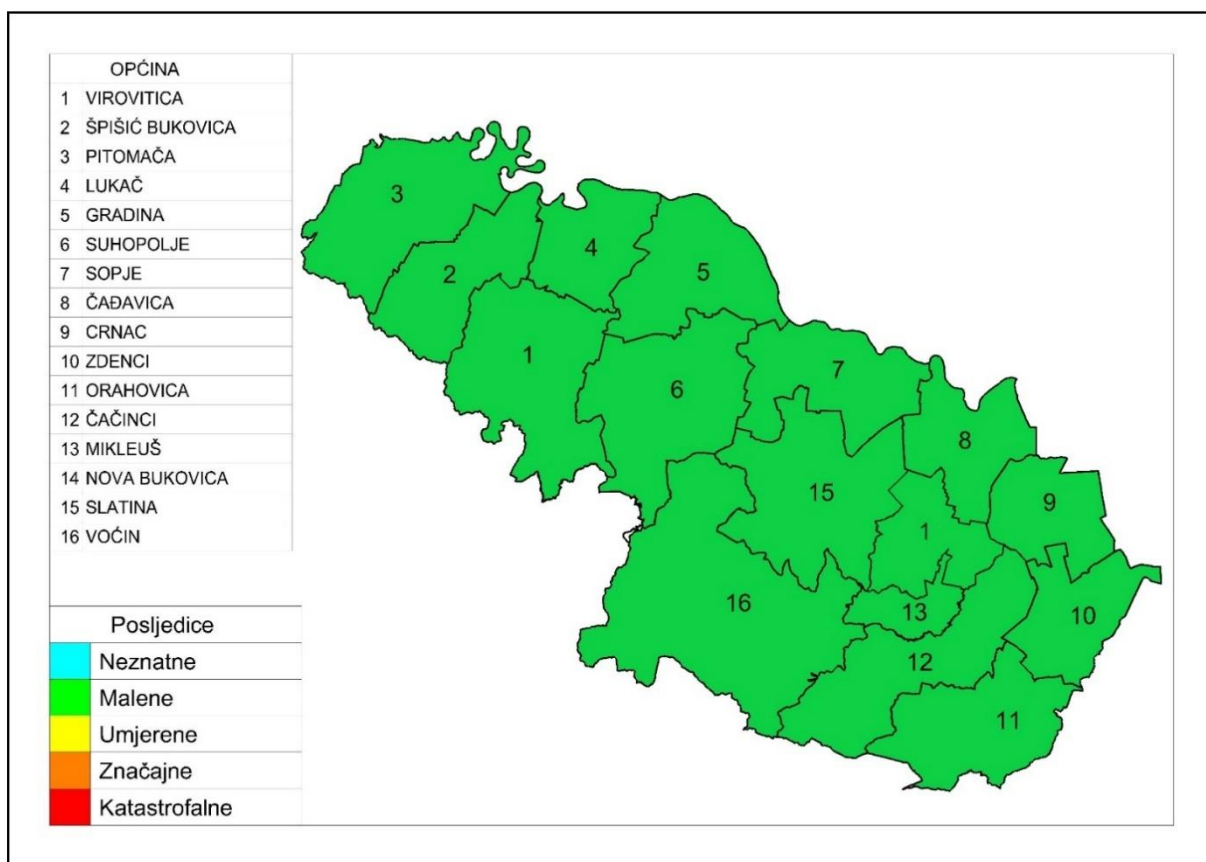 OPĆINA
1 VIROVITICA
2 ŠPIŠIĆ BUKOVICA
3 PITOMAČA
4 LUKAČ
5 GRADINA
6 SUHOPOLJE
7 SOPJE
8 ČAĐAVICA
9 CRNAC
10 ZDENCI
11 ORAHOVICA
12 ČAČINCI
13 MIKLEUŠ
14 NOVA BUKOVICA
15 SLATINA
16 VOĆIN
Posljedice
Neznatne
Malene
Umjerene
Značajne
Katastrofalne
3
4
5
2
1
6
7
8
15
9
1
16
13
10
12
11